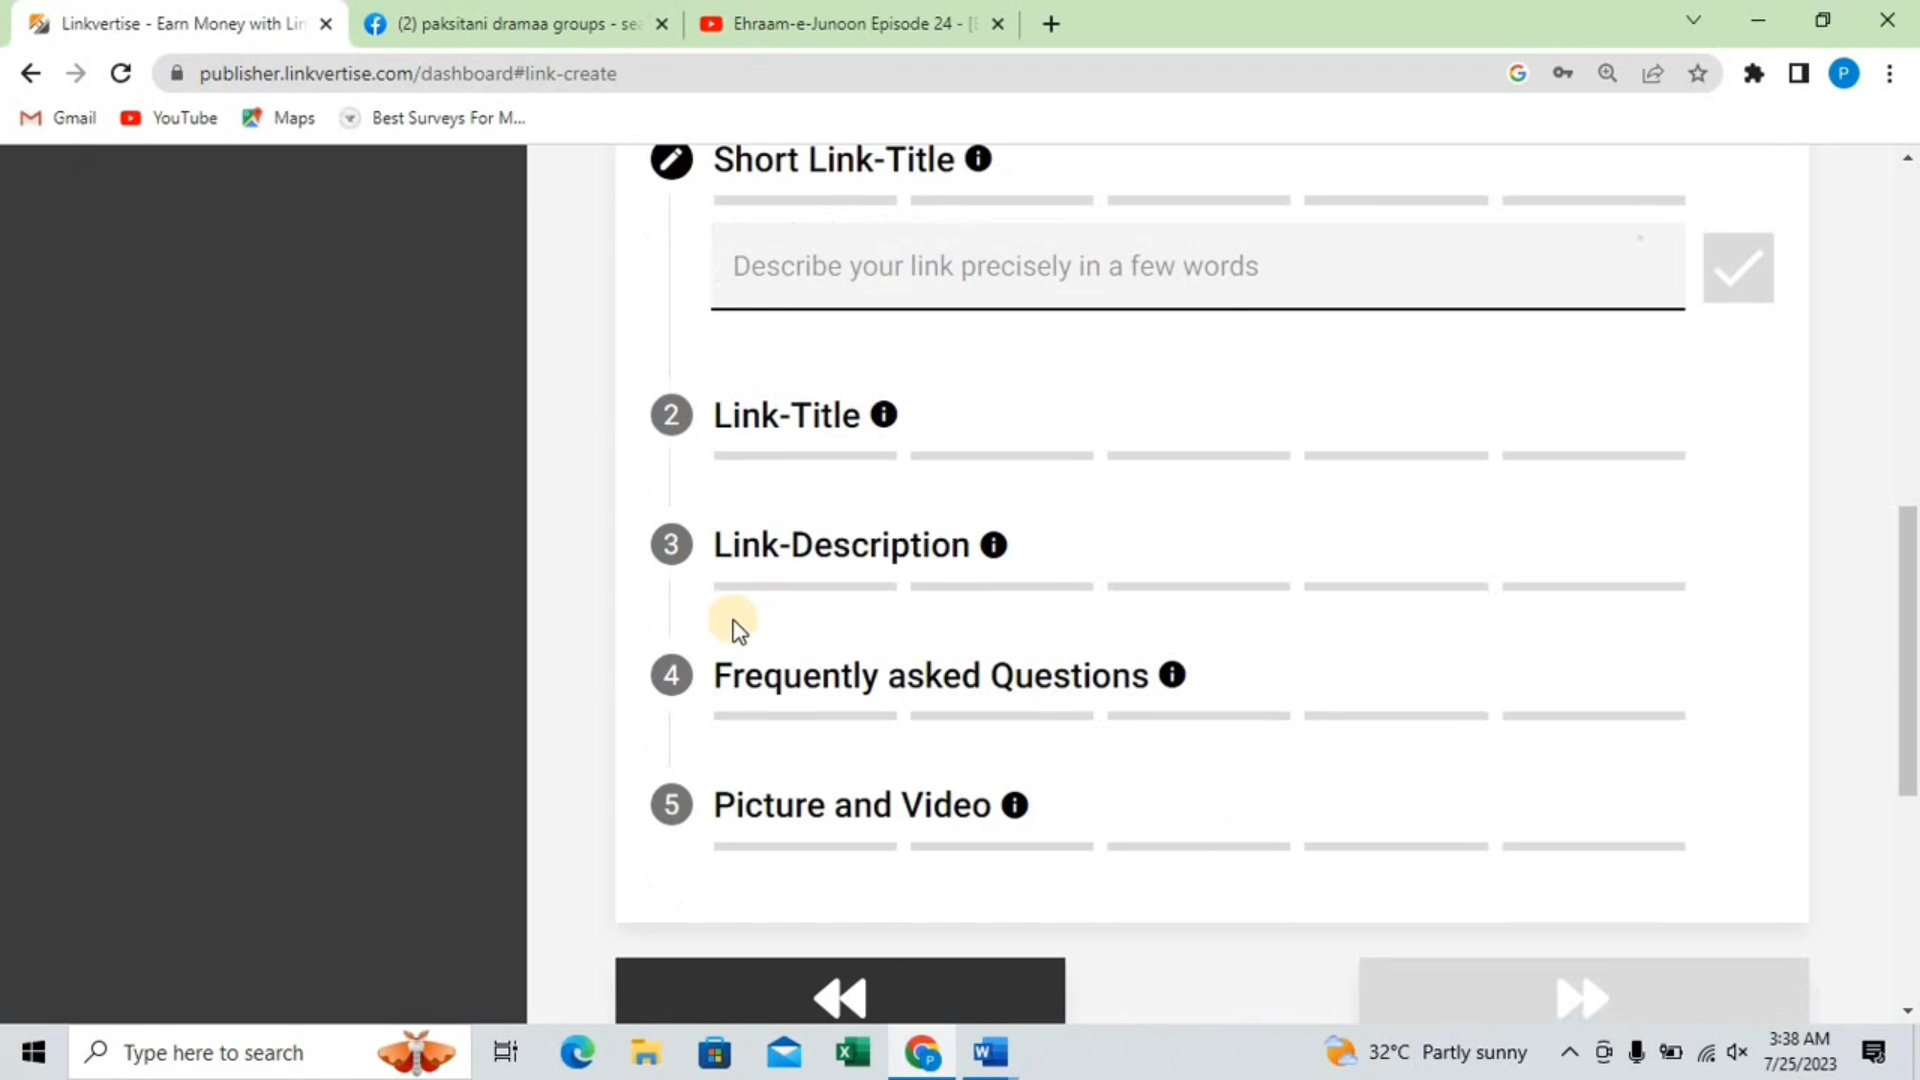 Linkvertise - Earn Money with Lin
(2) paksitani dramaa groups - sea
Ehraam-e-Junoon Episode 24 - [E
publisher.linkvertise.com/dashboard#link-create
G
P
Gmail
YouTube
Maps
Best Surveys For M...
Short Link-Title
Describe your link precisely in a few words
2 Link-Title
3 Link-Description
4 Frequently asked Questions
5 Picture and Video
Type here to search
32°C Partly sunny
3:38 AM
7/25/2023